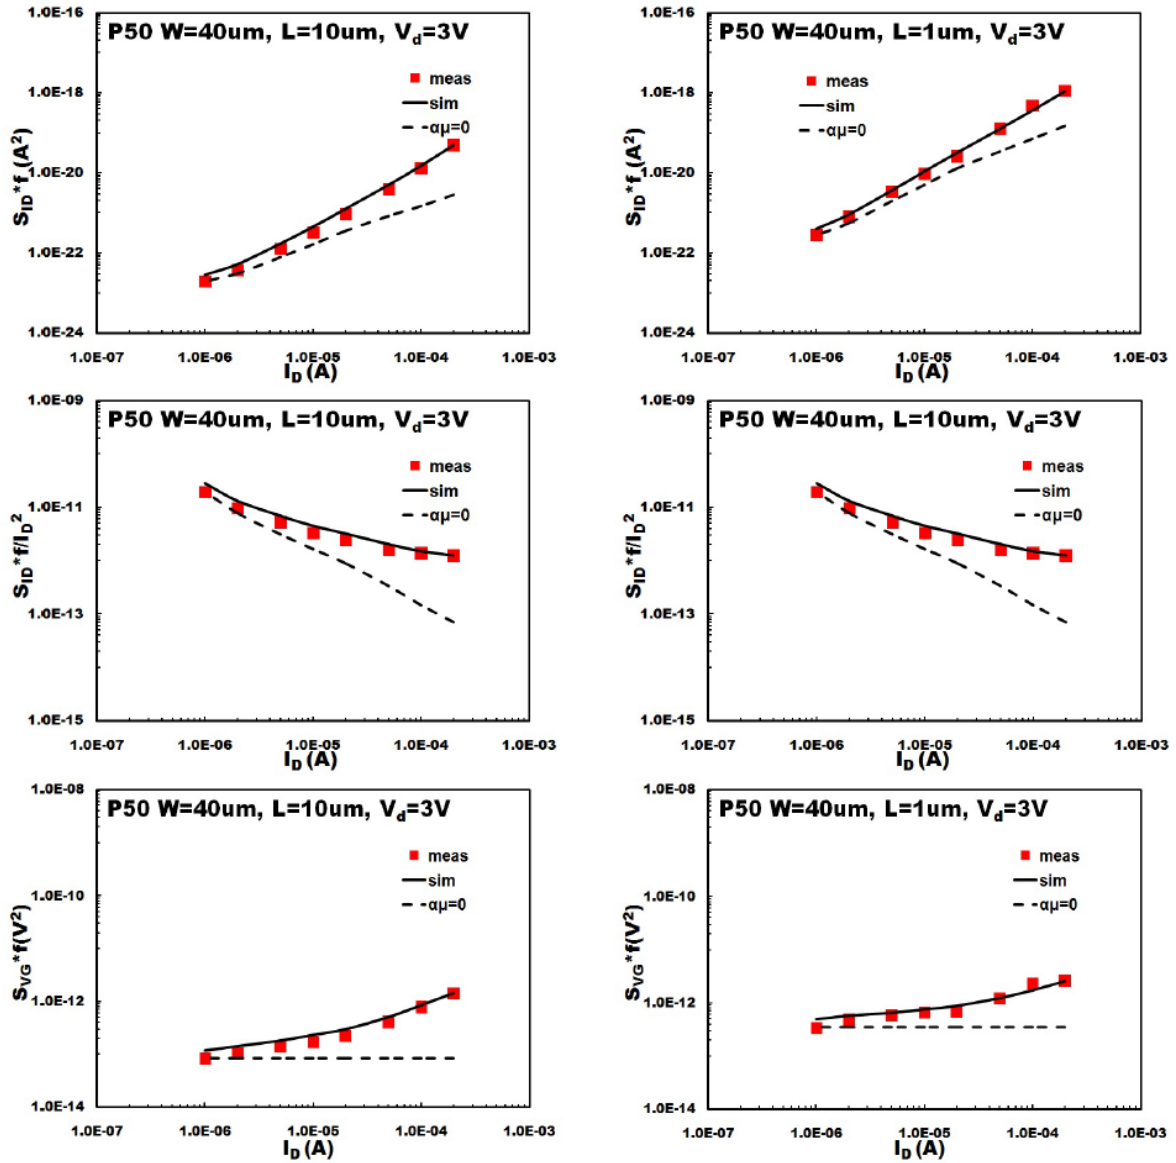 P50 W=40um, L=10um, V_d=3V
meas
sim
αμ=0
1.0E-16
1.0E-18
1.0E-20
1.0E-22
1.0E-24
S_ID*f (A^2)
1.0E-07 1.0E-06 1.0E-05 1.0E-04 1.0E-03
I_D (A)
P50 W=40um, L=1um, V_d=3V
meas
sim
αμ=0
1.0E-16
1.0E-18
1.0E-20
1.0E-22
1.0E-24
S_ID*f (A^2)
1.0E-07 1.0E-06 1.0E-05 1.0E-04 1.0E-03
I_D (A)
P50 W=40um, L=10um, V_d=3V
meas
sim
αμ=0
1.0E-09
1.0E-11
1.0E-13
1.0E-15
S_ID*f/I_D^2
1.0E-07 1.0E-06 1.0E-05 1.0E-04 1.0E-03
I_D (A)
P50 W=40um, L=10um, V_d=3V
meas
sim
αμ=0
1.0E-09
1.0E-11
1.0E-13
1.0E-15
S_ID*f/I_D^2
1.0E-07 1.0E-06 1.0E-05 1.0E-04 1.0E-03
I_D (A)
P50 W=40um, L=10um, V_d=3V
meas
sim
αμ=0
1.0E-08
1.0E-10
1.0E-12
1.0E-14
S_VG*f(V^2)
1.0E-07 1.0E-06 1.0E-05 1.0E-04 1.0E-03
I_D (A)
P50 W=40um, L=1um, V_d=3V
meas
sim
αμ=0
1.0E-08
1.0E-10
1.0E-12
1.0E-14
S_VG*f(V^2)
1.0E-07 1.0E-06 1.0E-05 1.0E-04 1.0E-03
I_D (A)